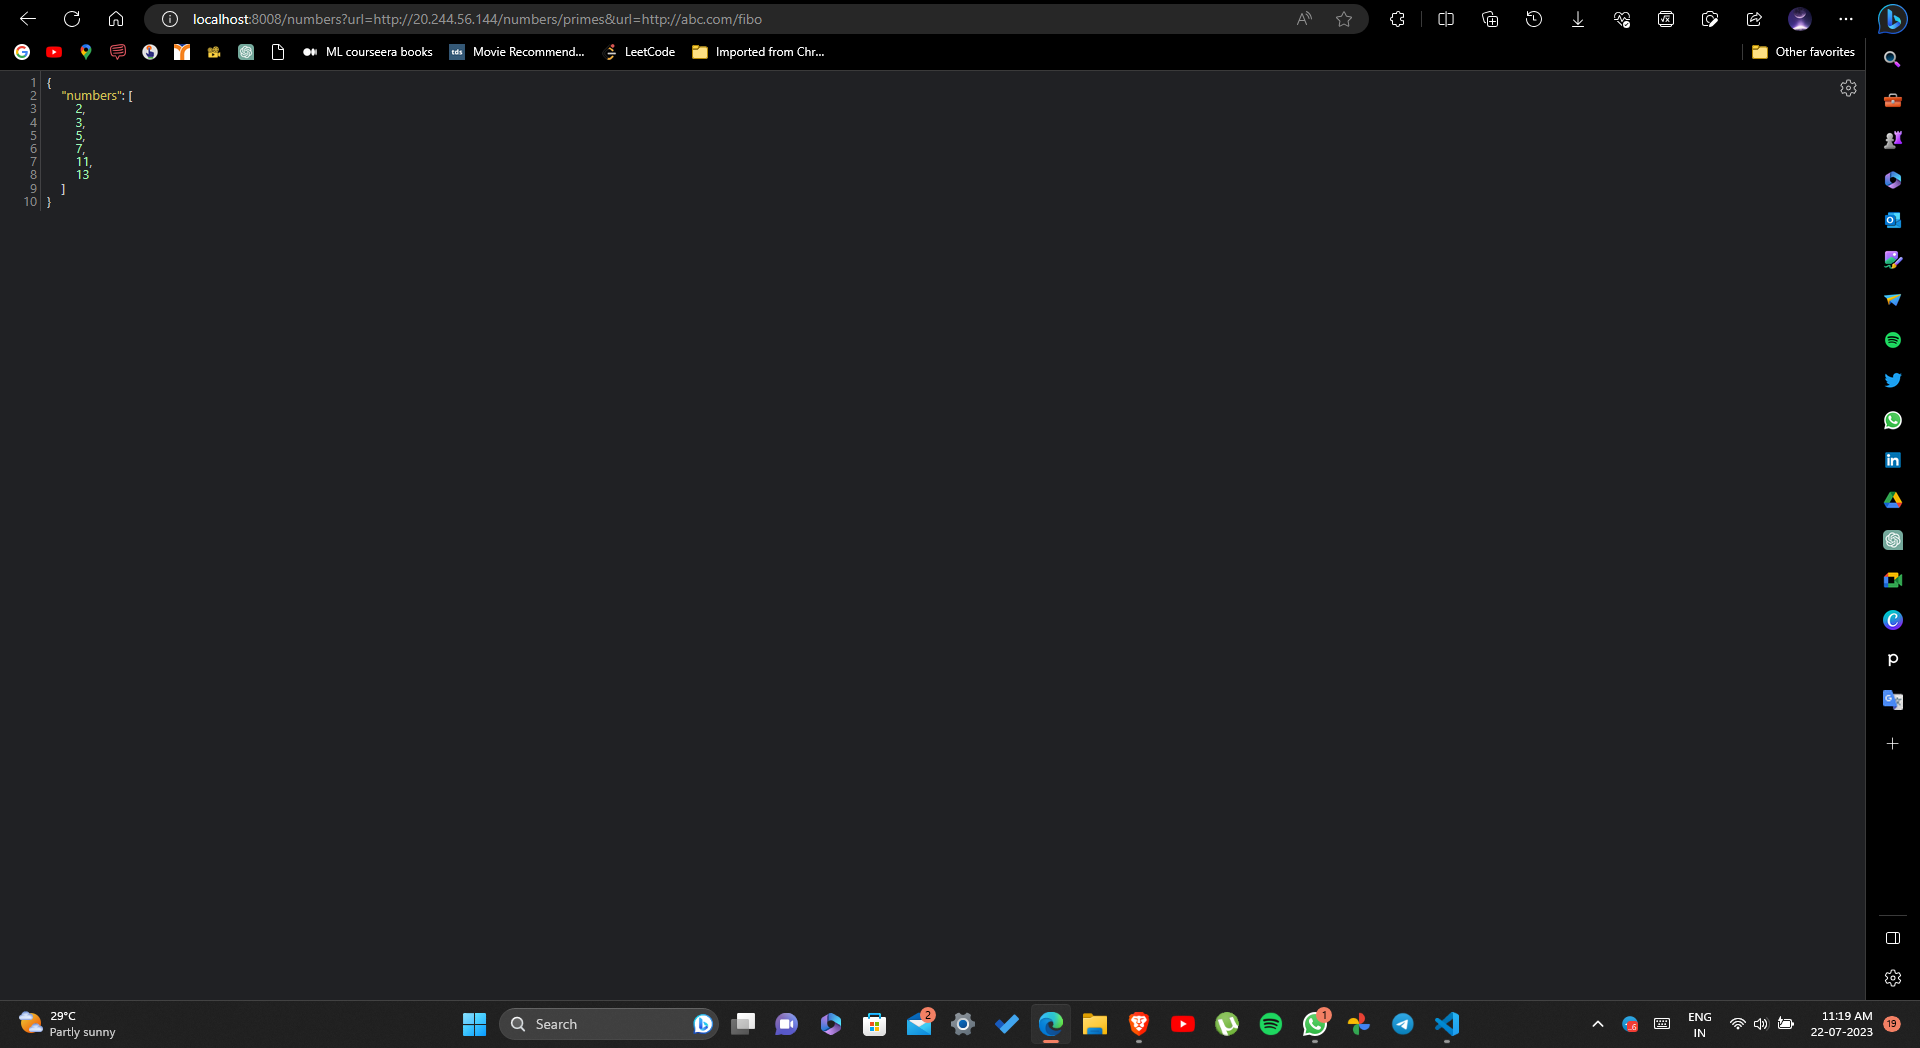 localhost:8008/numbers?url=http://20.244.56.144/numbers/primes&url=http://abc.com/fibo
ML courseera books
tds
Movie Recommend...
LeetCode
Imported from Chr...
Other favorites
1 {
2 "numbers": [
3 2,
4 3,
5 5,
6 7,
7 11,
8 13
9 ]
10 }
29°C
Partly sunny
Search
2
1
ENG
IN
11:19 AM
22-07-2023
19